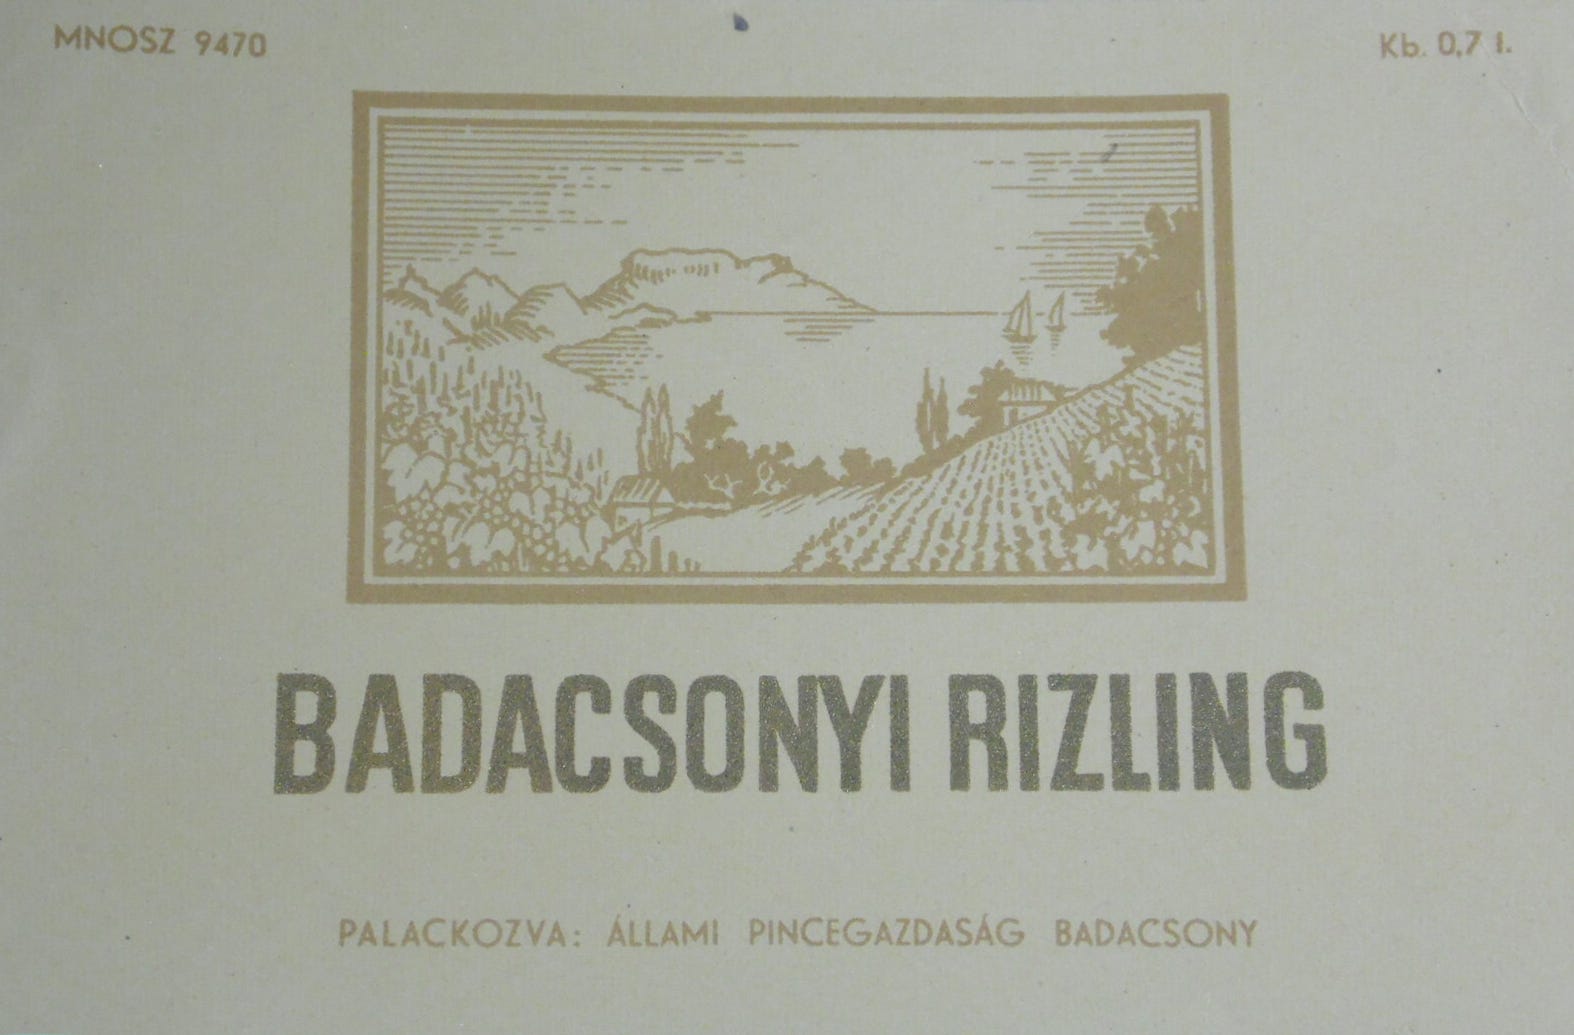 MNOSZ 9470
Kb. 0,7 l.
BADACSONYI RIZLING
PALACKOZVA: ÁLLAMI PINCEGAZDASÁG BADACSONY